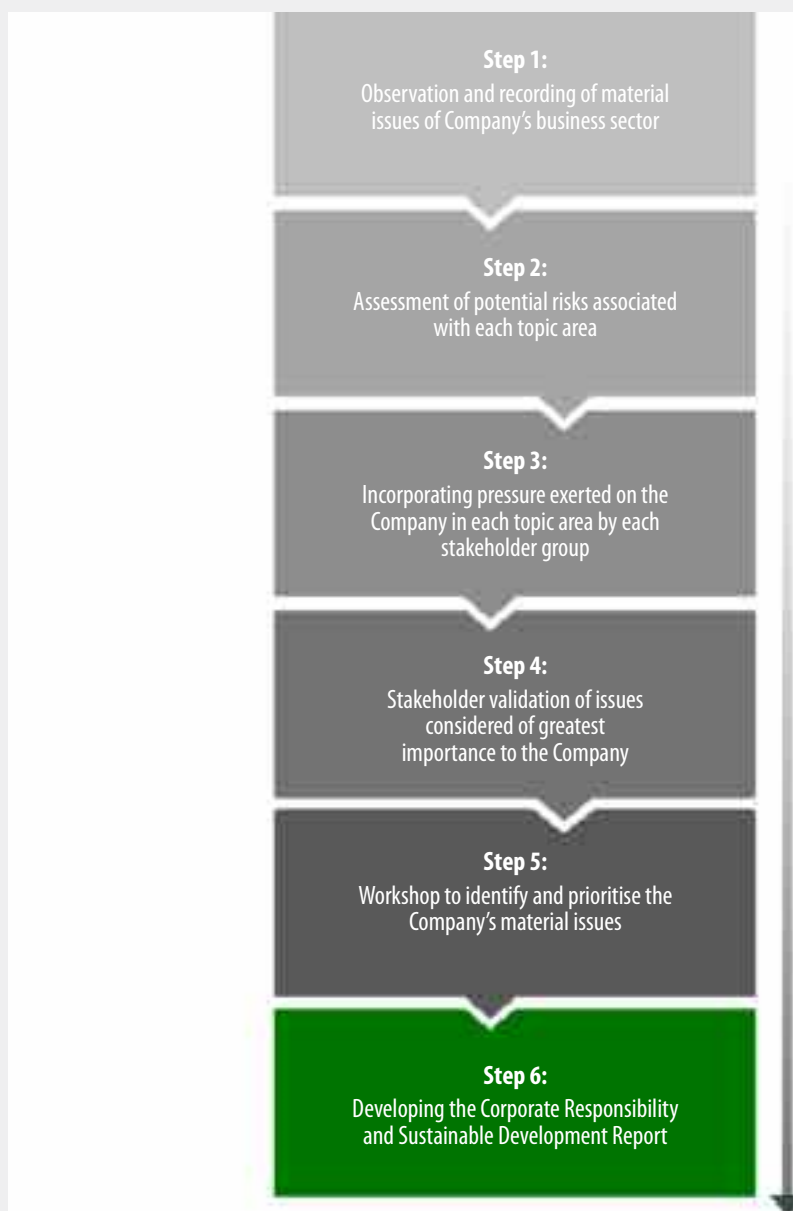 Step 1:
Observation and recording of material
issues of Company's business sector
Step 2:
Assessment of potential risks associated
with each topic area
Step 3:
Incorporating pressure exerted on the
Company in each topic area by each
stakeholder group
Step 4:
Stakeholder validation of issues
considered of greatest
importance to the Company
Step 5:
Workshop to identify and prioritise the
Company's material issues
Step 6:
Developing the Corporate Responsibility
and Sustainable Development Report